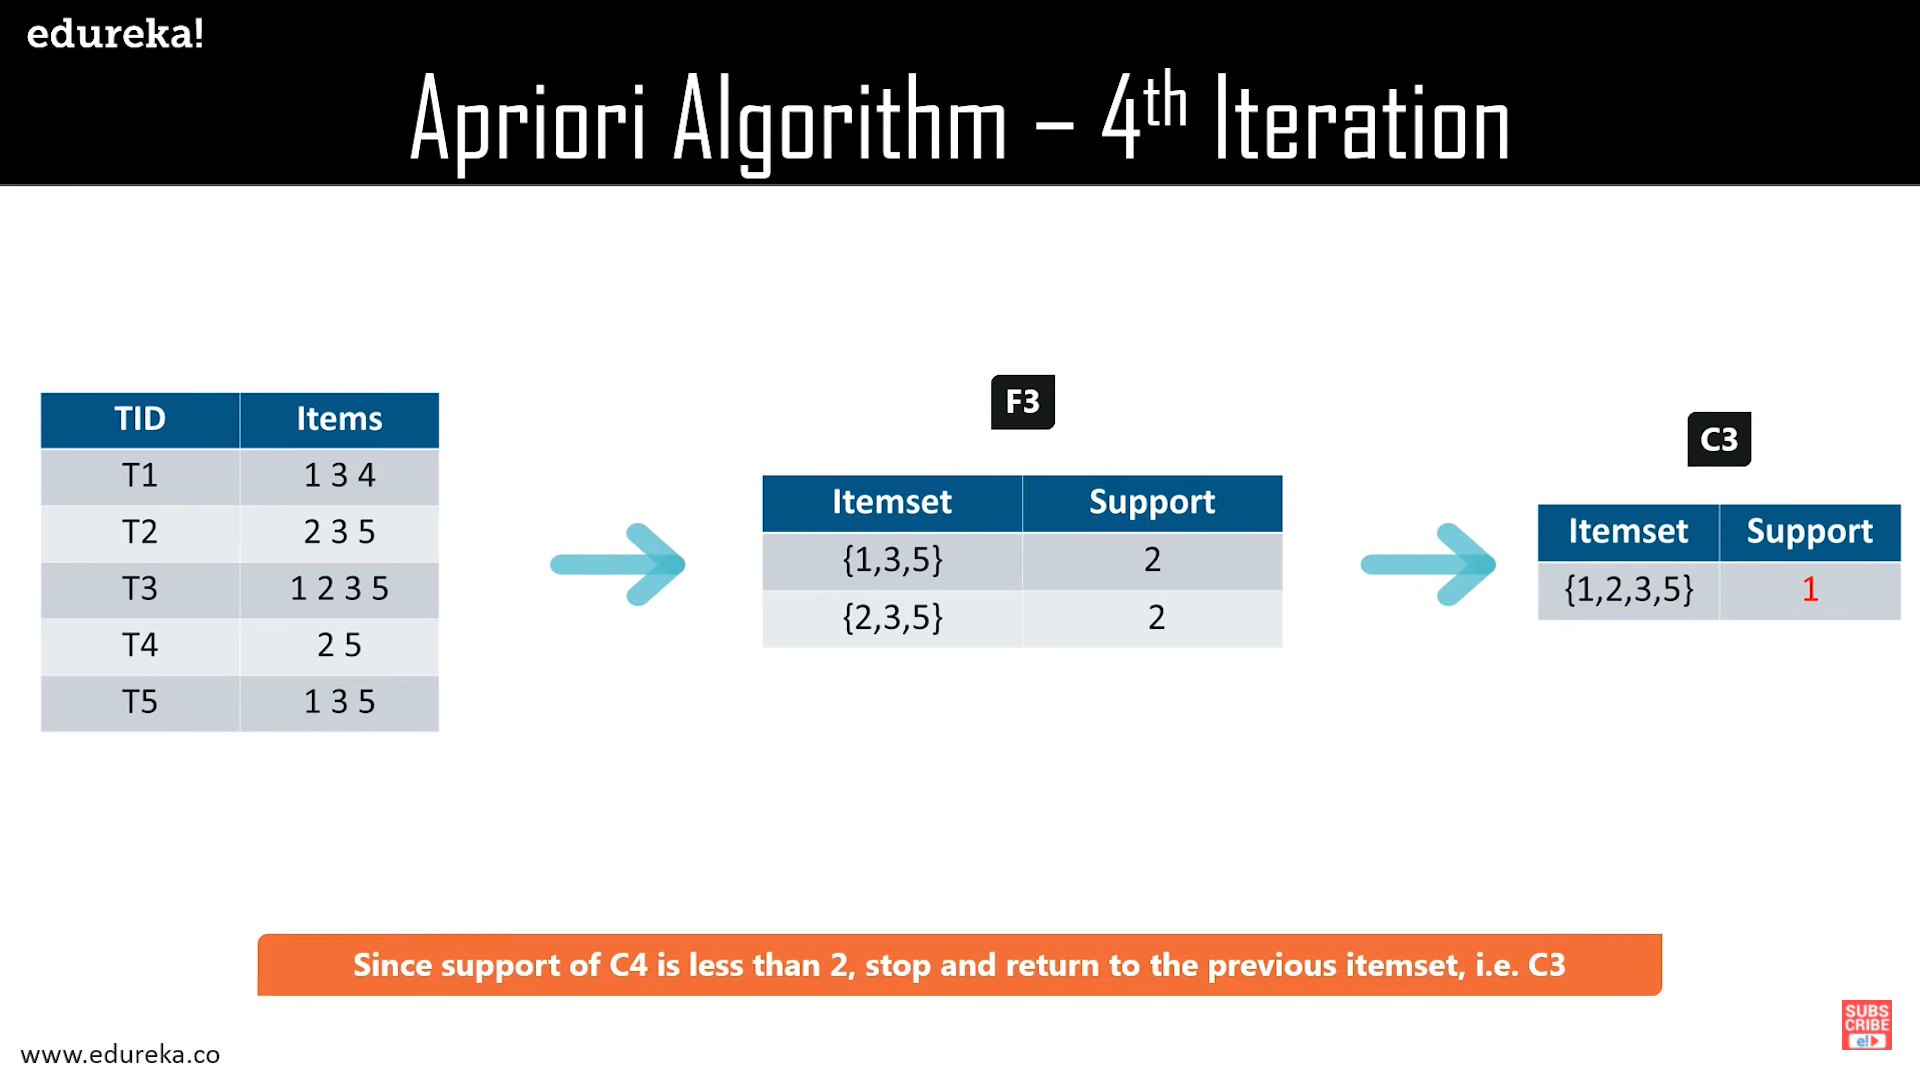 edureka!
Apriori Algorithm – 4th Iteration
TID Items
T1 1 3 4
T2 2 3 5
T3 1 2 3 5
T4 2 5
T5 1 3 5
F3
Itemset Support
{1,3,5} 2
{2,3,5} 2
C3
Itemset Support
{1,2,3,5} 1
Since support of C4 is less than 2, stop and return to the previous itemset, i.e. C3
www.edureka.co
SUBS
CRIBE
e!